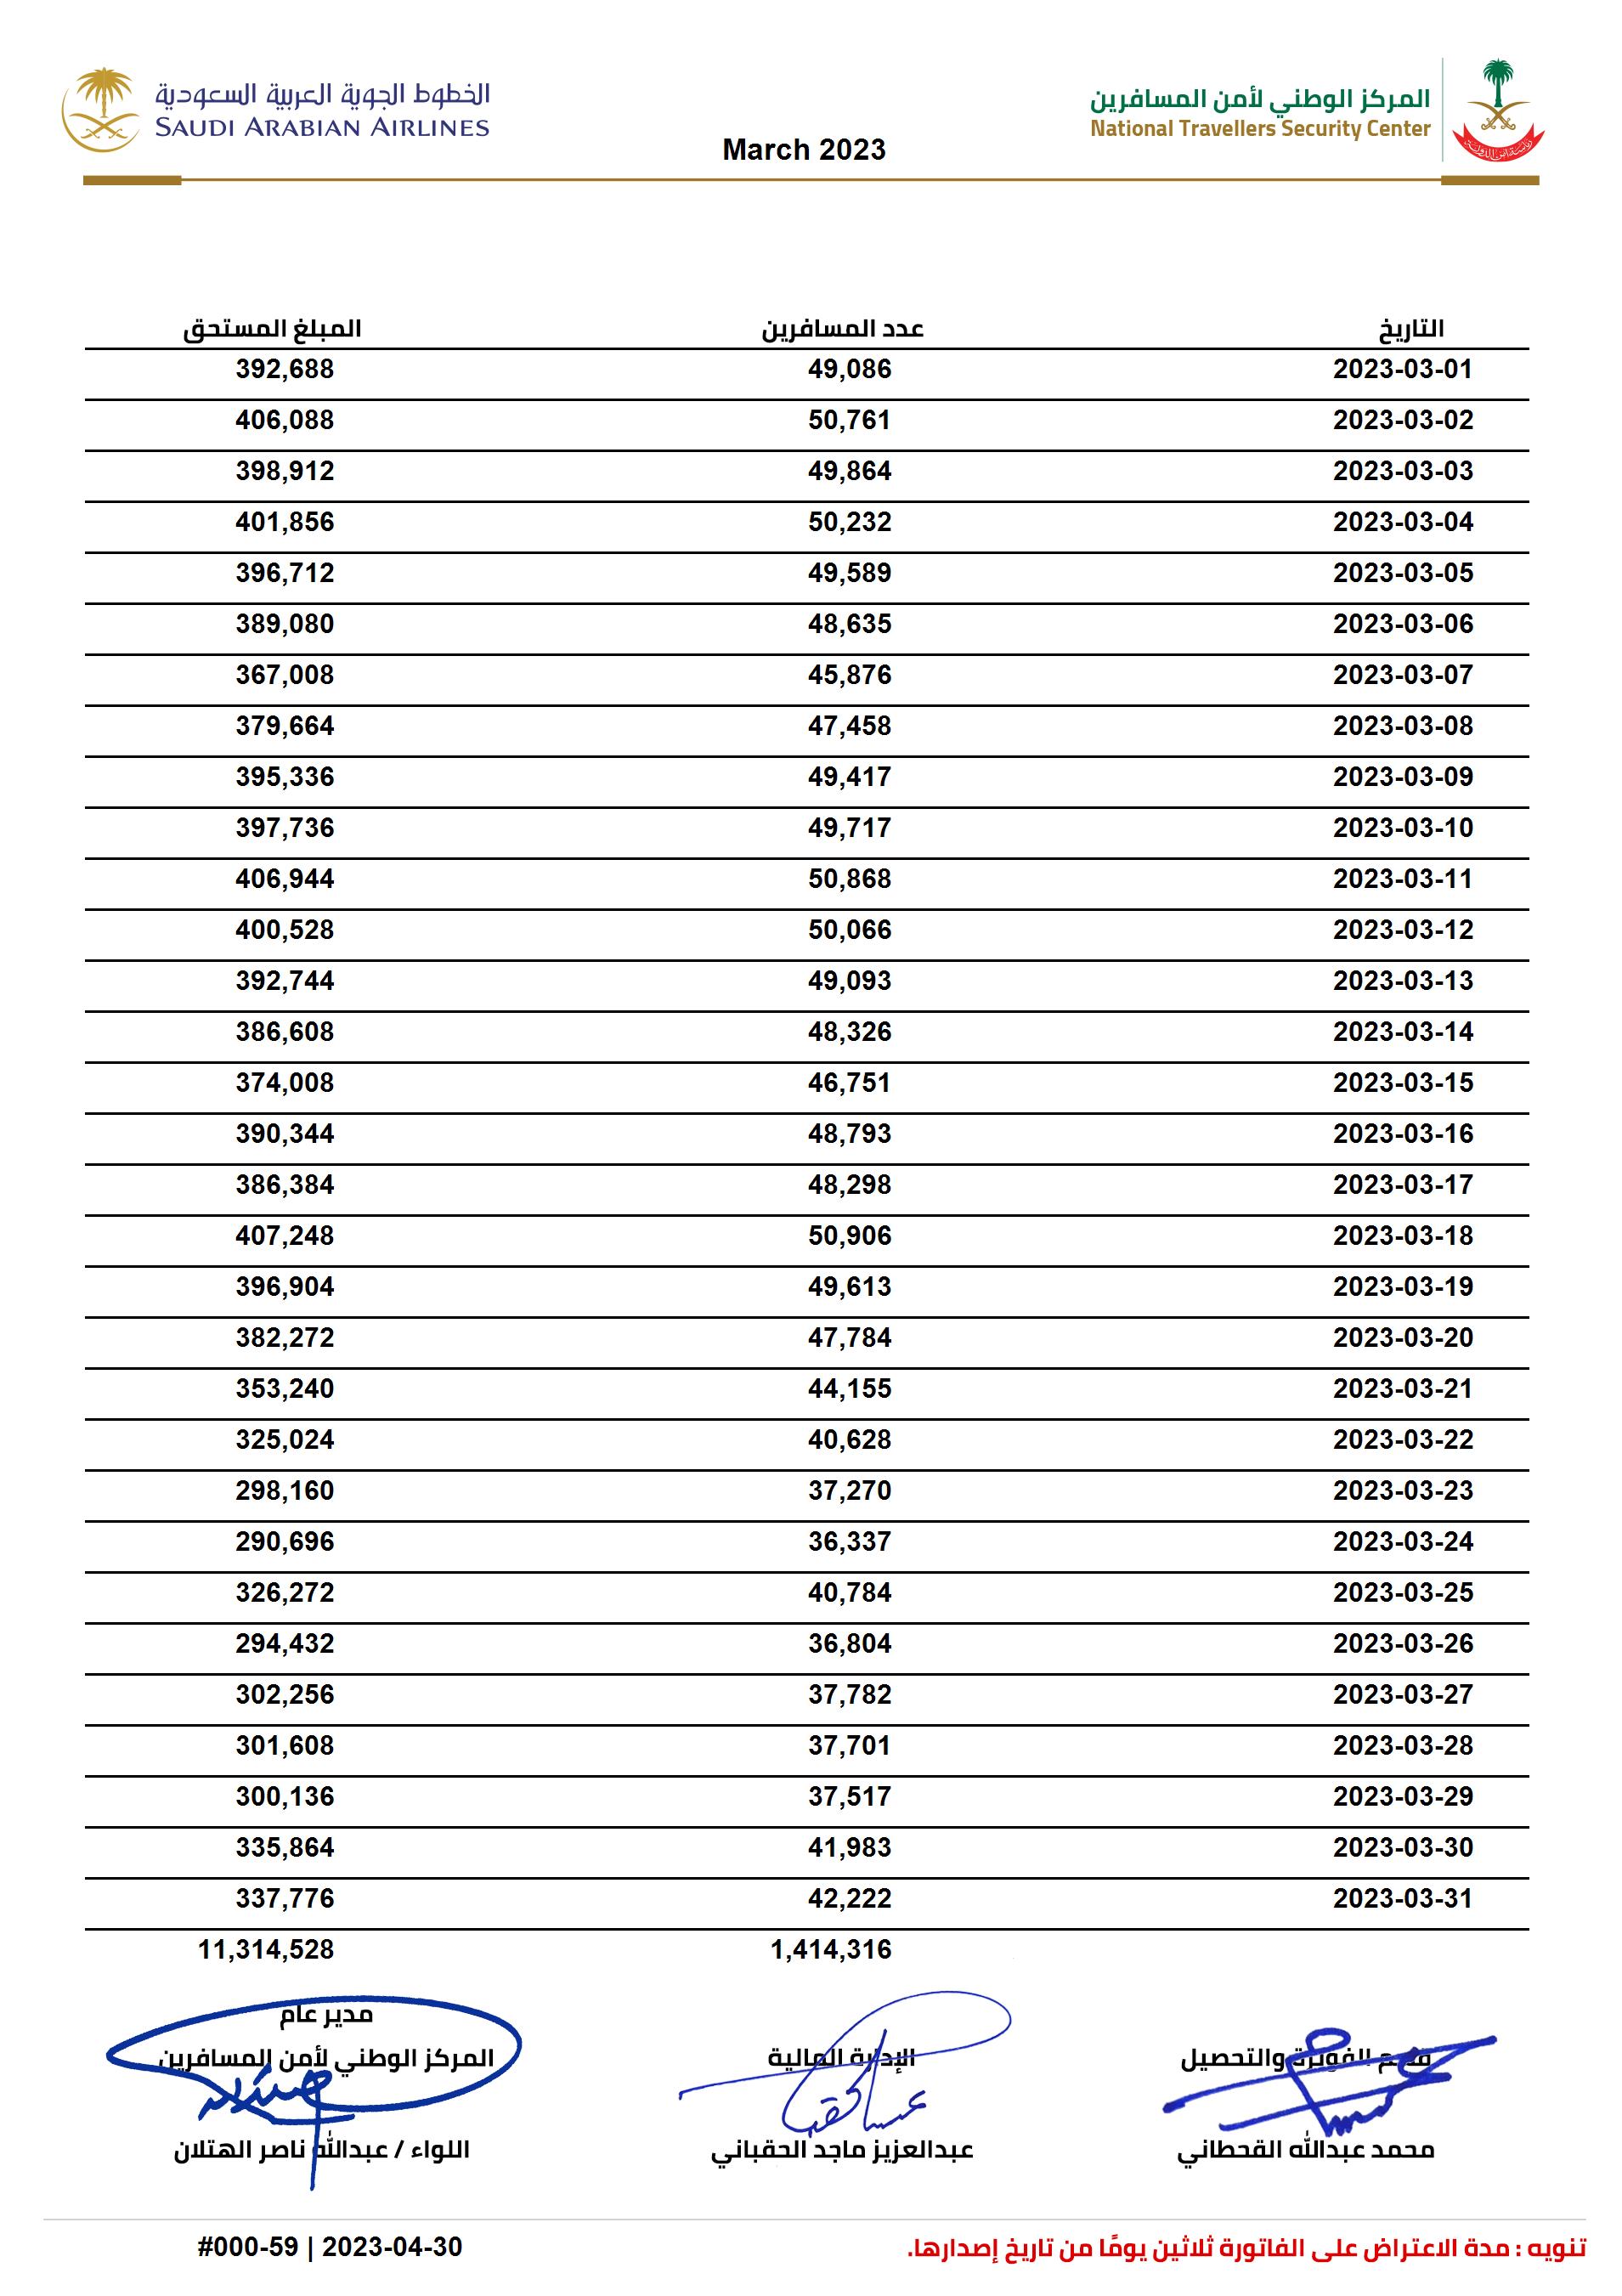 الخطوط الجوية العربية السعودية
SAUDI ARABIAN AIRLINES
March 2023
المركز الوطني لأمن المسافرين
National Travellers Security Center
رئاسة أمن الدولة
التاريخ عدد المسافرين المبلغ المستحق
2023-03-01 49,086 392,688
2023-03-02 50,761 406,088
2023-03-03 49,864 398,912
2023-03-04 50,232 401,856
2023-03-05 49,589 396,712
2023-03-06 48,635 389,080
2023-03-07 45,876 367,008
2023-03-08 47,458 379,664
2023-03-09 49,417 395,336
2023-03-10 49,717 397,736
2023-03-11 50,868 406,944
2023-03-12 50,066 400,528
2023-03-13 49,093 392,744
2023-03-14 48,326 386,608
2023-03-15 46,751 374,008
2023-03-16 48,793 390,344
2023-03-17 48,298 386,384
2023-03-18 50,906 407,248
2023-03-19 49,613 396,904
2023-03-20 47,784 382,272
2023-03-21 44,155 353,240
2023-03-22 40,628 325,024
2023-03-23 37,270 298,160
2023-03-24 36,337 290,696
2023-03-25 40,784 326,272
2023-03-26 36,804 294,432
2023-03-27 37,782 302,256
2023-03-28 37,701 301,608
2023-03-29 37,517 300,136
2023-03-30 41,983 335,864
2023-03-31 42,222 337,776
1,414,316 11,314,528
مدير عام
قسم الفوترة والتحصيل الإدارة المالية المركز الوطني لأمن المسافرين
محمد عبدالله القحطاني عبدالعزيز ماجد الحقباني اللواء / عبدالله ناصر الهتلان
تنويه : مدة الاعتراض على الفاتورة ثلاثين يومًا من تاريخ إصدارها.
#000-59 | 2023-04-30